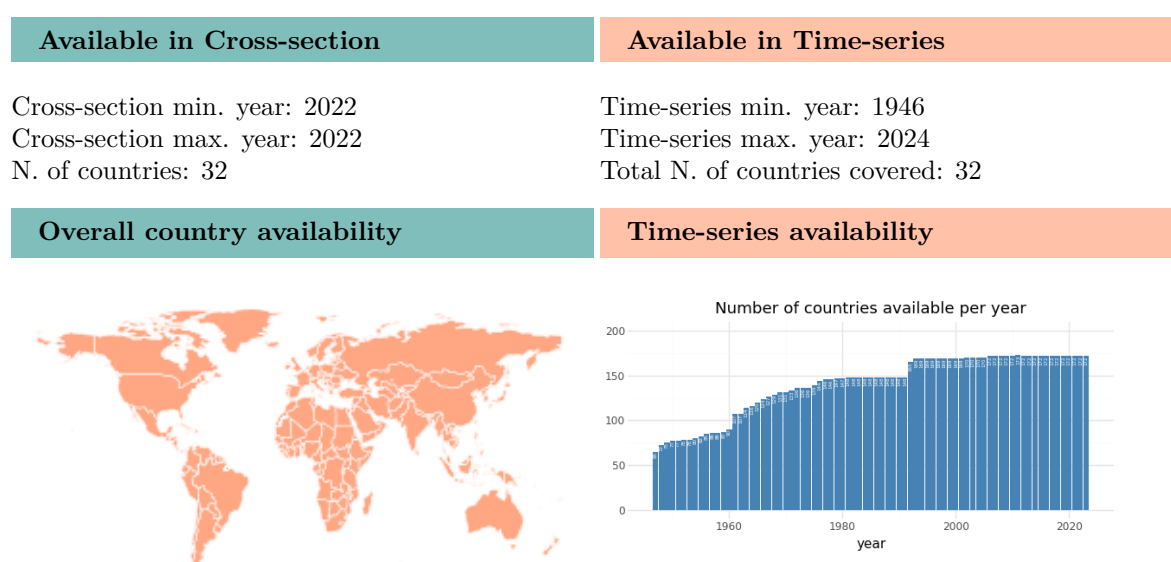 Available in Cross-section
Available in Time-series
Cross-section min. year: 2022
Cross-section max. year: 2022
N. of countries: 32
Time-series min. year: 1946
Time-series max. year: 2024
Total N. of countries covered: 32
Overall country availability
Time-series availability
Number of countries available per year
200
150
100
50
0
1960
1980
2000
2020
year